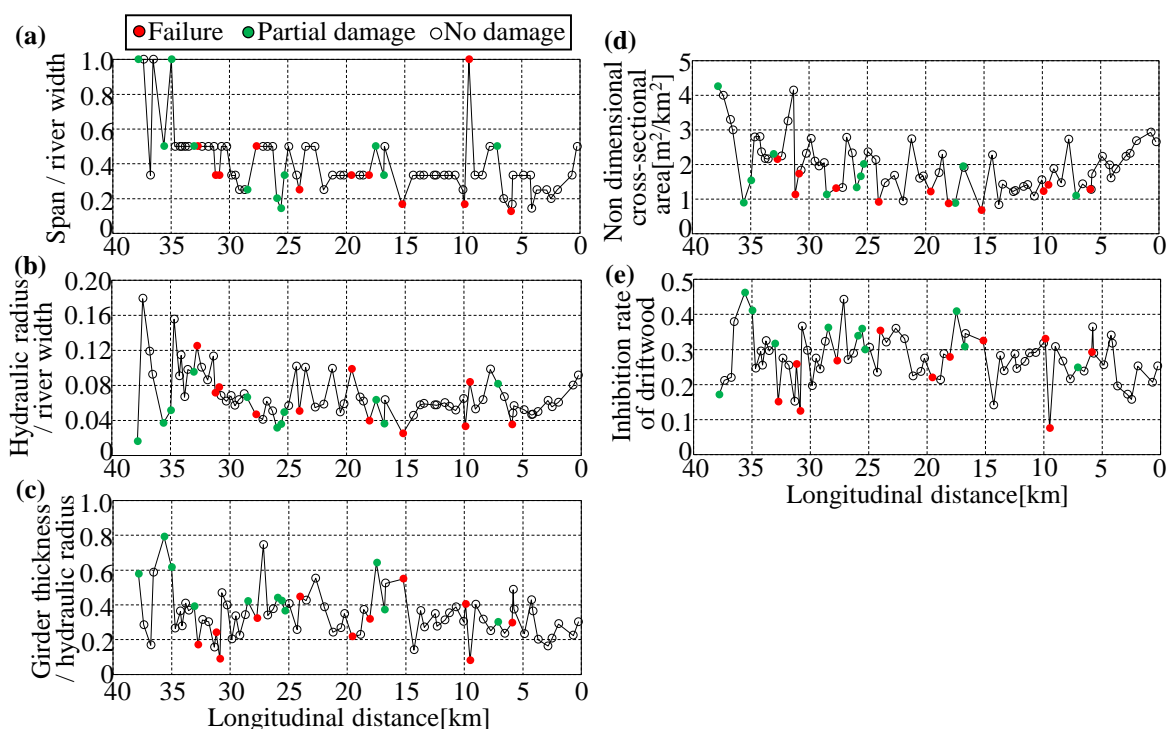 Failure Partial damage No damage
(a)
Span / river width
1.0
0.8
0.6
0.4
0.2
0
40 35 30 25 20 15 10 5 0
(b)
Hydraulic radius
/ river width
0.20
0.16
0.12
0.08
0.04
0
40 35 30 25 20 15 10 5 0
(c)
Girder thickness
/ hydraulic radius
1.0
0.8
0.6
0.4
0.2
0
40 35 30 25 20 15 10 5 0
Longitudinal distance[km]
(d)
Non dimensional
cross-sectional
area[m²/km²]
5
4
3
2
1
0
40 35 30 25 20 15 10 5 0
(e)
Inhibition rate
of driftwood
0.5
0.4
0.3
0.2
0.1
0
40 35 30 25 20 15 10 5 0
Longitudinal distance[km]